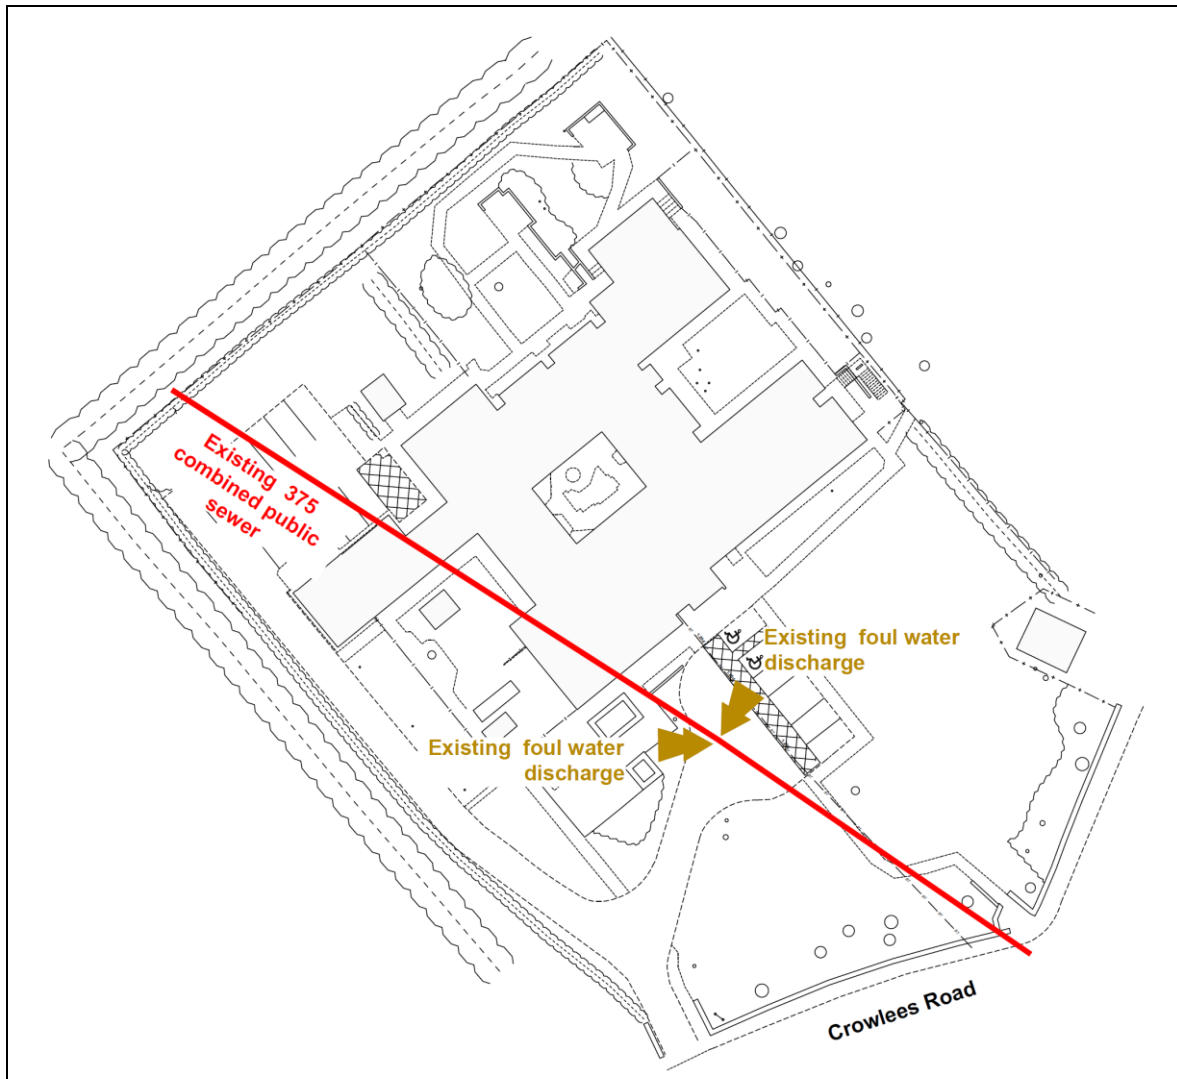 Existing 375
combined public
sewer
Existing foul water
discharge
Existing foul water
discharge
Crowlees Road